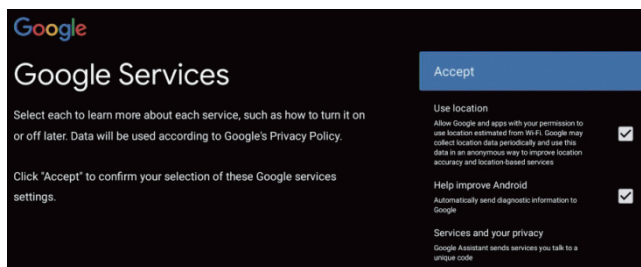 Google
Google Services
Select each to learn more about each service, such as how to turn it on
or off later. Data will be used according to Google's Privacy Policy.
Click "Accept" to confirm your selection of these Google services
settings.
Accept
Use location
Allow Google and apps with your permission to
use location estimated from Wi-Fi. Google may
collect location data periodically and use this
data in an anonymous way to improve location
accuracy and location-based services
Help improve Android
Automatically send diagnostic information to
Google
Services and your privacy
Google Assistant sends services you talk to a
unique code